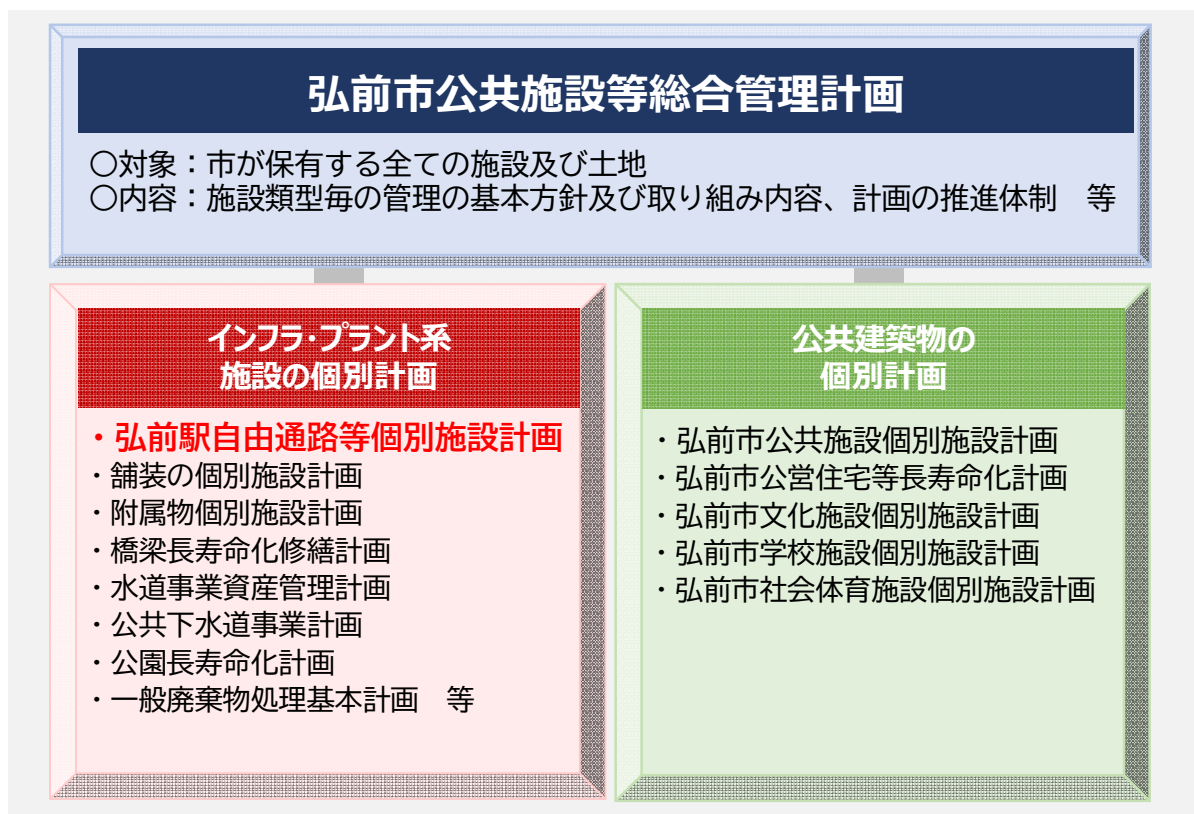 弘前市公共施設等総合管理計画
○対象：市が保有する全ての施設及び土地
○内容：施設類型毎の管理の基本方針及び取り組み内容、計画の推進体制　等
インフラ・プラント系
施設の個別計画
・弘前駅自由通路等個別施設計画
・舗装の個別施設計画
・附属物個別施設計画
・橋梁長寿命化修繕計画
・水道事業資産管理計画
・公共下水道事業計画
・公園長寿命化計画
・一般廃棄物処理基本計画　等
公共建築物の
個別計画
・弘前市公共施設個別施設計画
・弘前市公営住宅等長寿命化計画
・弘前市文化施設個別施設計画
・弘前市学校施設個別施設計画
・弘前市社会体育施設個別施設計画